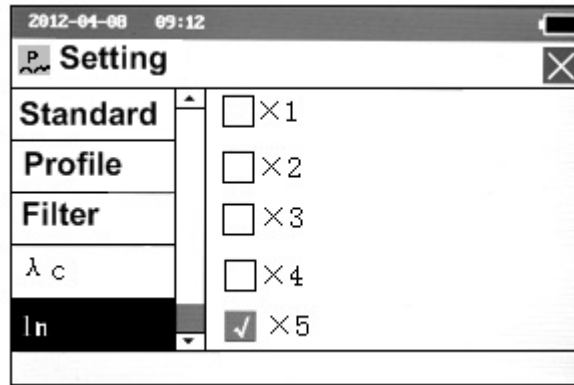 2012-04-08 09:12
P Setting
Standard
Profile
Filter
λc
ln
×1
×2
×3
×4
×5